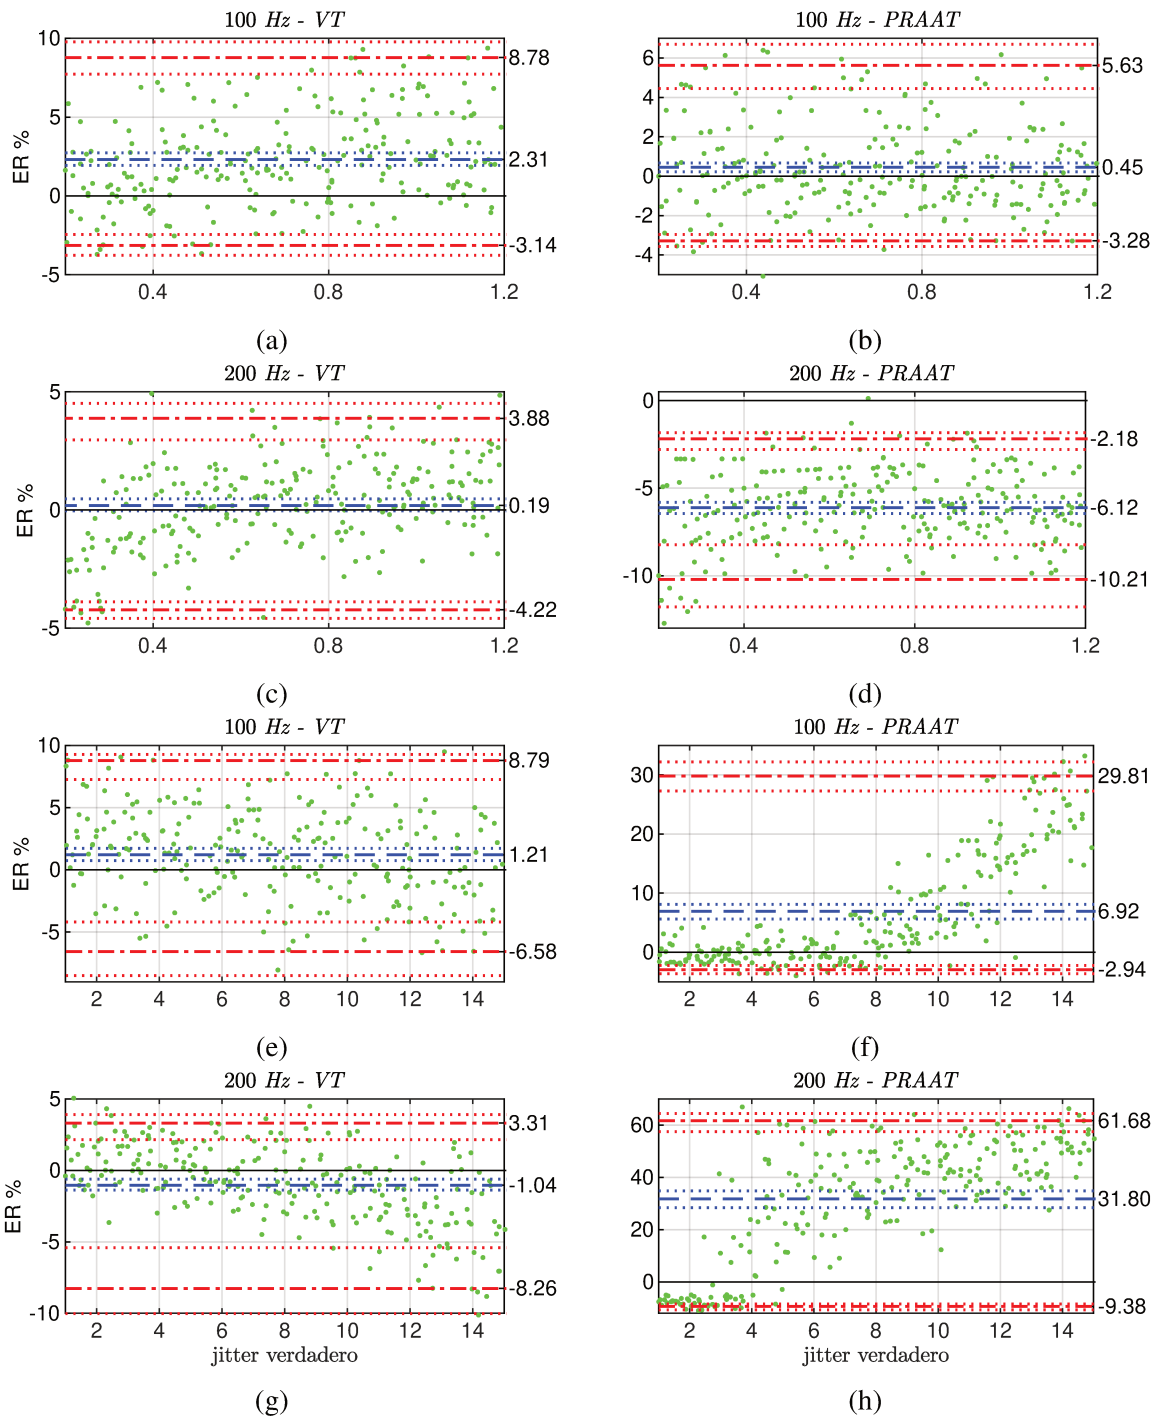 100 Hz - VT
100 Hz - PRAAT
ER %
10
5
0
-5
0.4
0.8
1.2
8.78
2.31
-3.14
6
4
2
0
-2
-4
0.4
0.8
1.2
5.63
0.45
-3.28
(a)
(b)
200 Hz - VT
200 Hz - PRAAT
ER %
5
0
-5
0.4
0.8
1.2
3.88
0.19
-4.22
0
-5
-10
0.4
0.8
1.2
-2.18
-6.12
-10.21
(c)
(d)
100 Hz - VT
100 Hz - PRAAT
ER %
10
5
0
-5
2 4 6 8 10 12 14
8.79
1.21
-6.58
30
20
10
0
2 4 6 8 10 12 14
29.81
6.92
-2.94
(e)
(f)
200 Hz - VT
200 Hz - PRAAT
ER %
5
0
-5
-10
2 4 6 8 10 12 14
3.31
-1.04
-8.26
jitter verdadero
60
40
20
0
2 4 6 8 10 12 14
61.68
31.80
-9.38
jitter verdadero
(g)
(h)